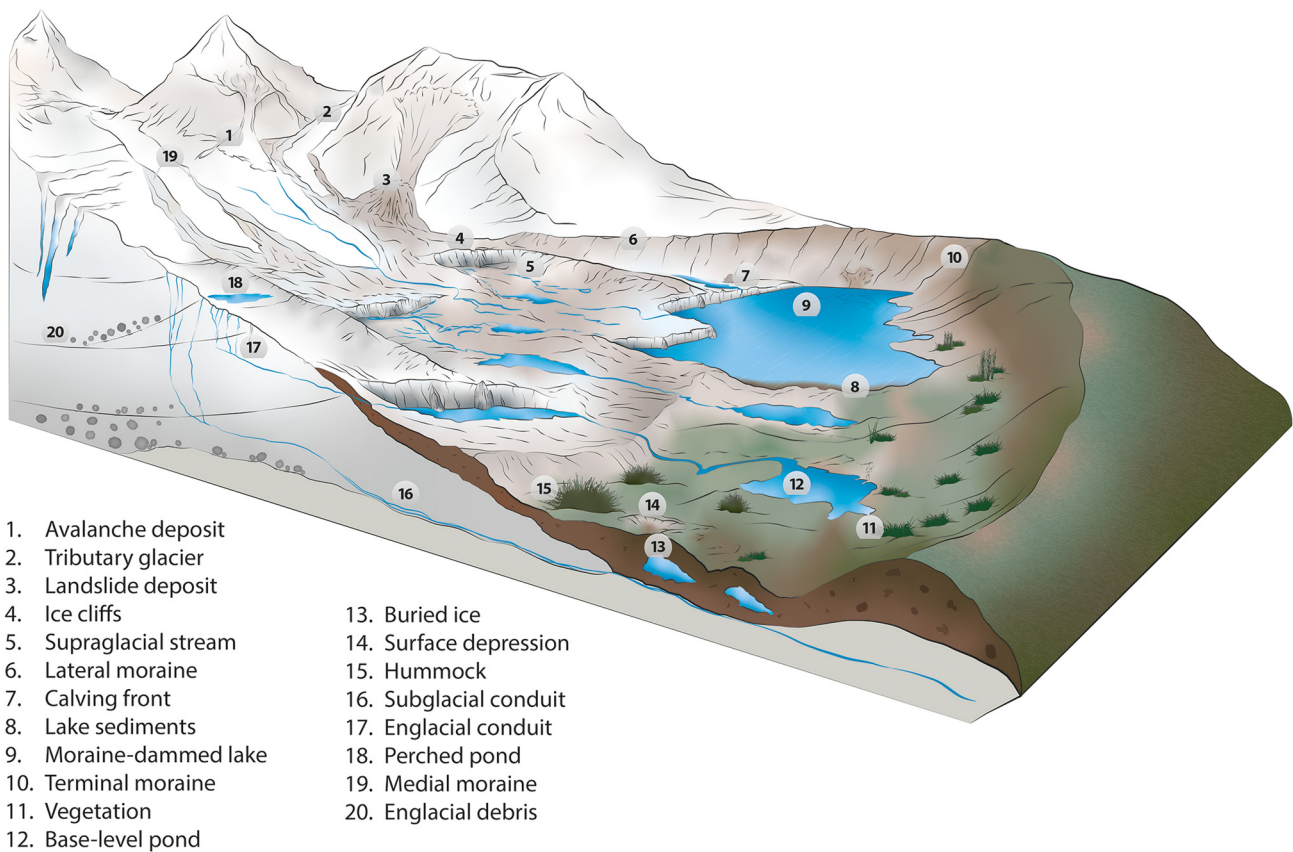 1
2
19
3
4
6
10
5
7
18
9
20
17
8
12
15
16
14
11
13
1. Avalanche deposit
2. Tributary glacier
3. Landslide deposit
4. Ice cliffs
5. Supraglacial stream
6. Lateral moraine
7. Calving front
8. Lake sediments
9. Moraine-dammed lake
10. Terminal moraine
11. Vegetation
12. Base-level pond
13. Buried ice
14. Surface depression
15. Hummock
16. Subglacial conduit
17. Englacial conduit
18. Perched pond
19. Medial moraine
20. Englacial debris